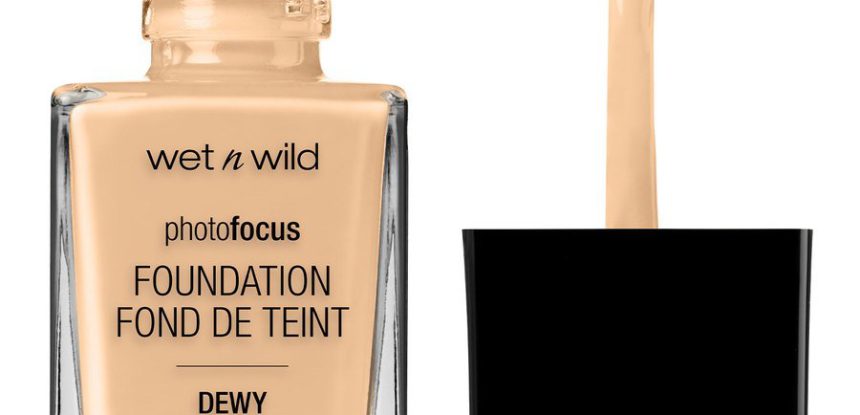 wet n wild
photofocus
FOUNDATION
FOND DE TEINT
DEWY